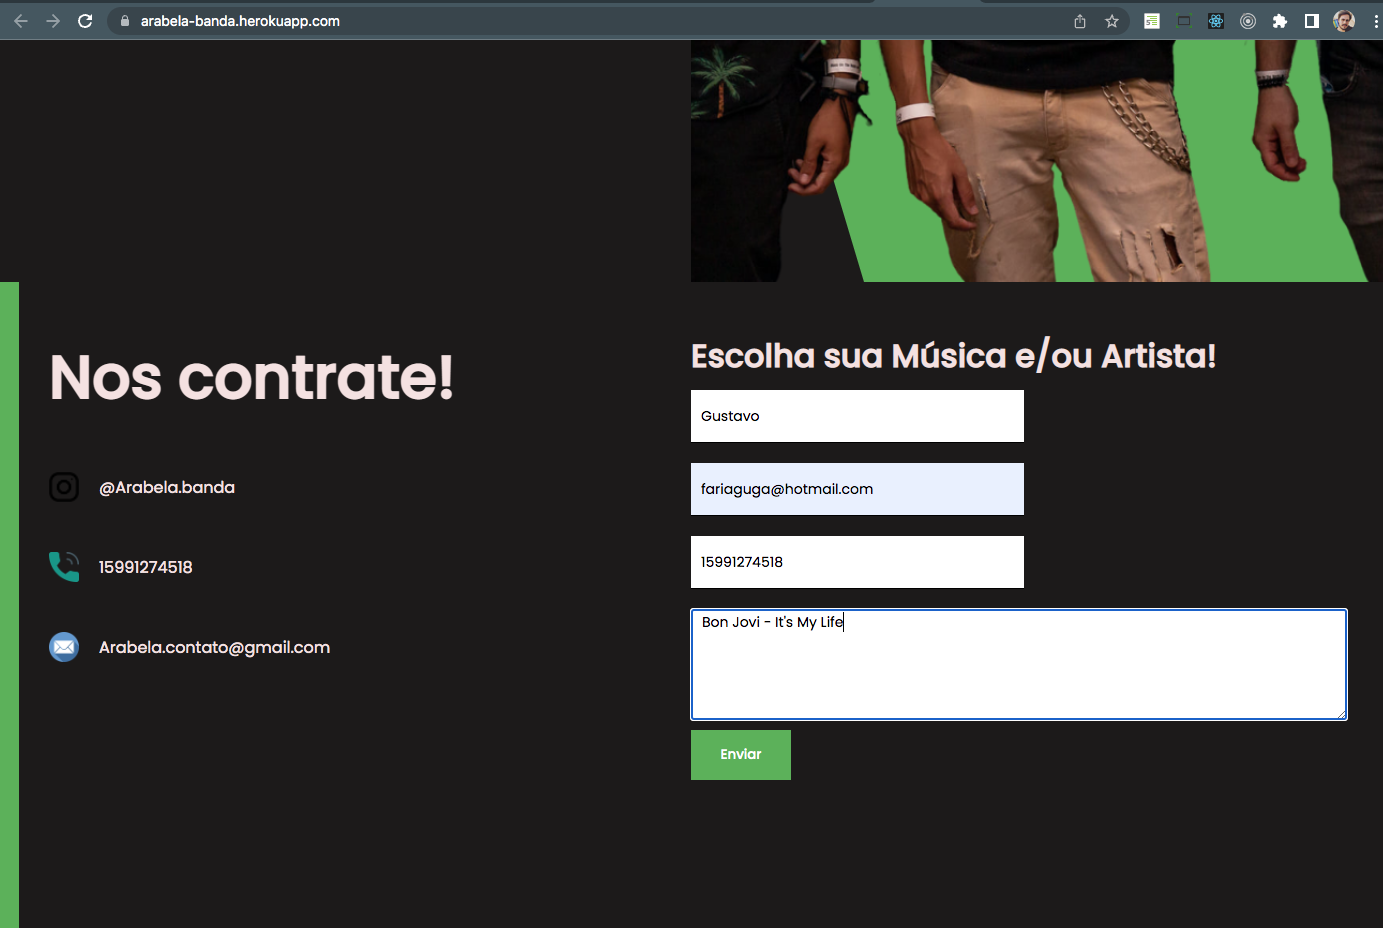 arabela-banda.herokuapp.com
Nos contrate!
@Arabela.banda
15991274518
Arabela.contato@gmail.com
Escolha sua Música e/ou Artista!
Gustavo
fariaguga@hotmail.com
15991274518
Bon Jovi - It's My Life
Enviar